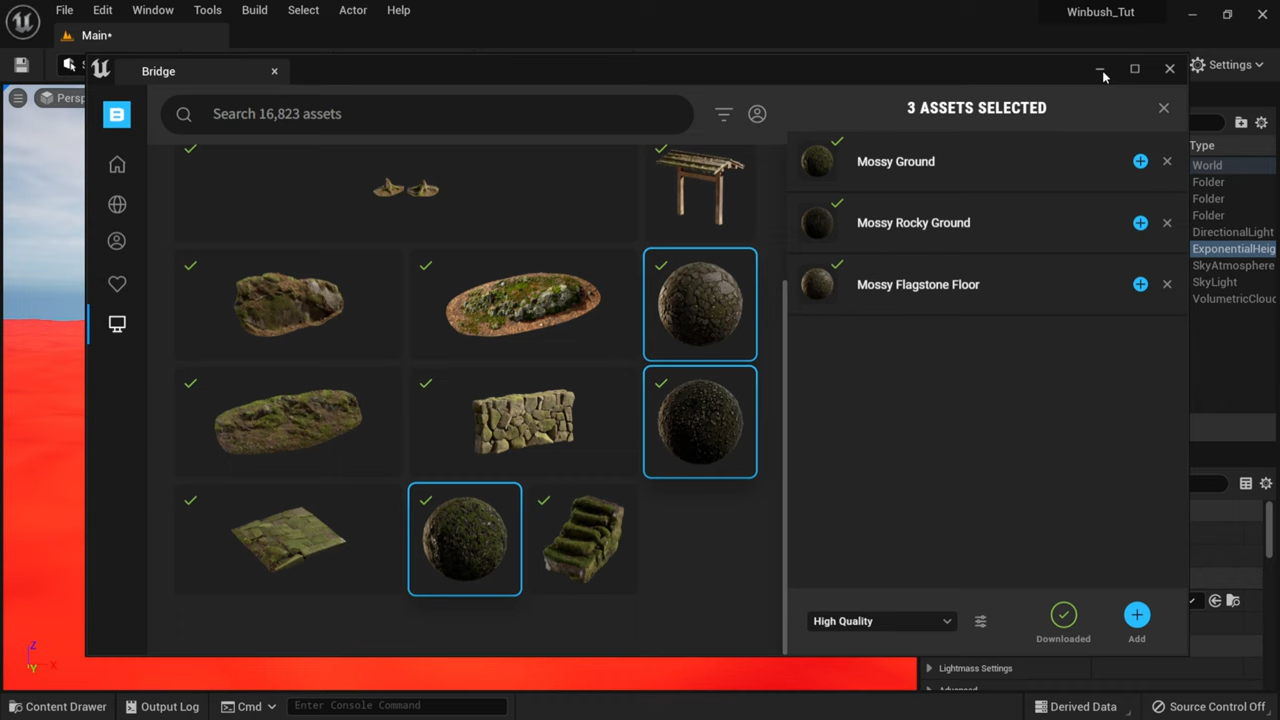 File Edit Window Tools Build Select Actor Help
Winbush_Tut
Main*
Bridge
Settings
Persp
Search 16,823 assets
3 ASSETS SELECTED
Mossy Ground
Mossy Rocky Ground
Mossy Flagstone Floor
Type
World
Folder
Folder
Folder
DirectionalLight
ExponentialHeig
SkyAtmosphere
SkyLight
VolumetricCloud
High Quality
Downloaded
Add
Z
Y
X
Lightmass Settings
Content Drawer
Output Log
Cmd
Enter Console Command
Derived Data
Source Control Off